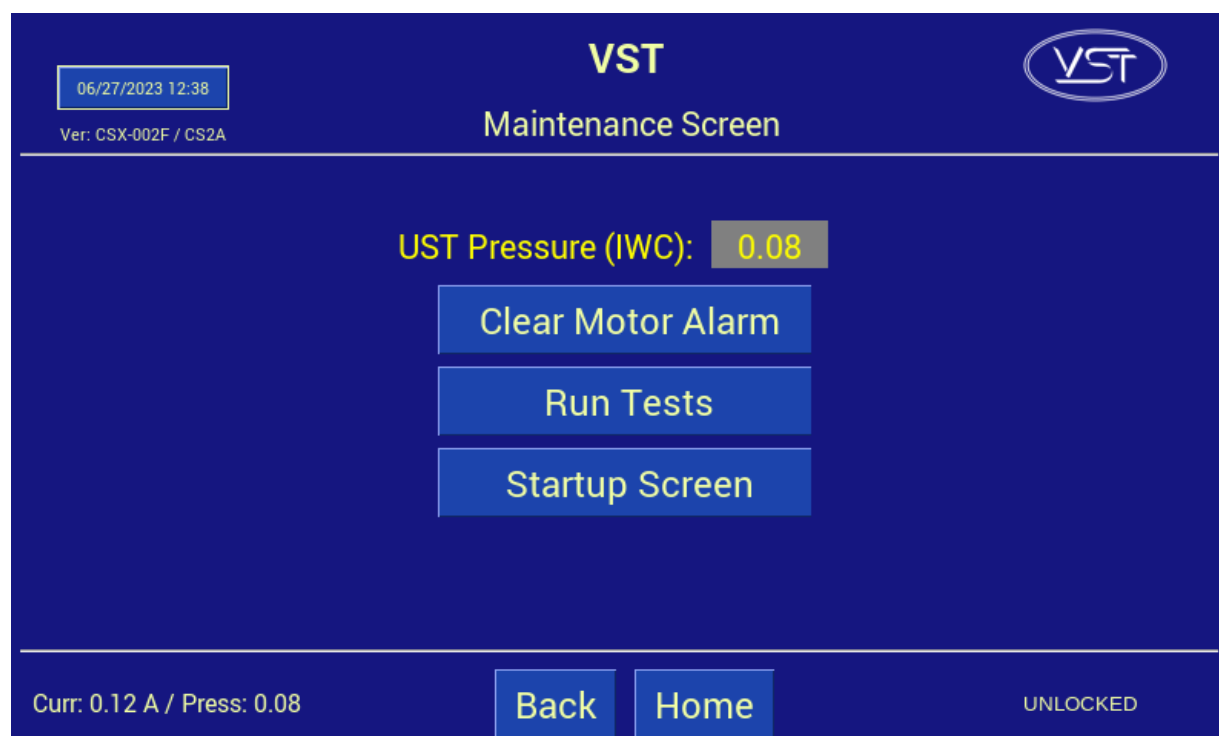 VST
VST
06/27/2023 12:38
Maintenance Screen
Ver: CSX-002F / CS2A
UST Pressure (IWC): 0.08
Clear Motor Alarm
Run Tests
Startup Screen
Curr: 0.12 A / Press: 0.08
Back
Home
UNLOCKED